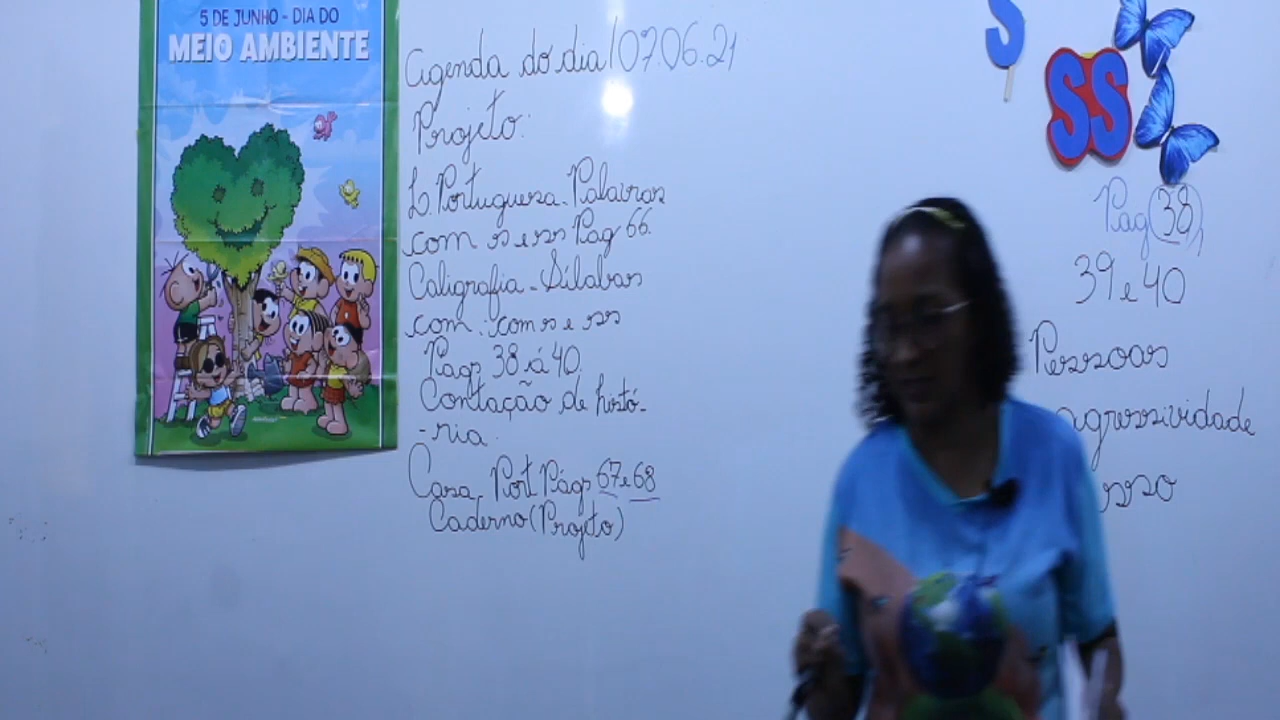 5 DE JUNHO - DIA DO
MEIO AMBIENTE
Agenda do dia 07.06.21
Projeto:
L. Portuguesa. Palavras
com s e ss Pag 66.
Caligrafia - Sílabas
com: com s e ss
Págs 38 á 40.
Contação de histó-
-ria.
Casa, Port Págs 67 e 68
Caderno (Projeto)
S
SS
Pag 38,
39 e 40
Pessoas
agressividade
sso